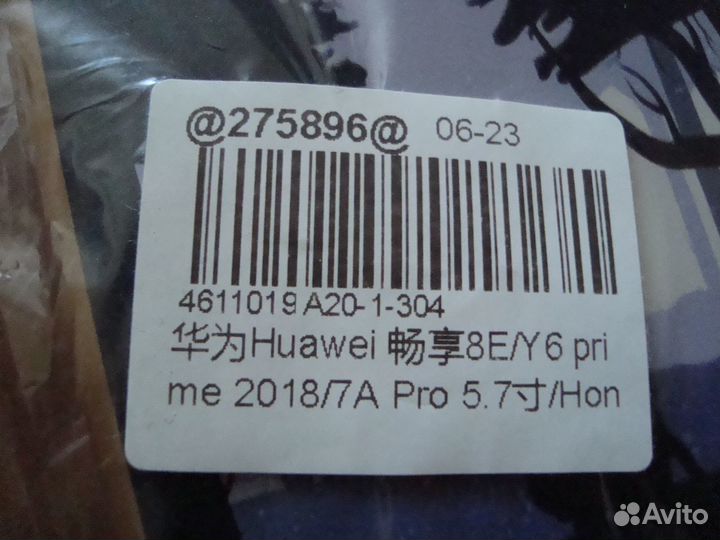 @275896@ 06-23
4611019 A20-1-304
华为Huawei 畅享8E/Y6 pri
me 2018/7A Pro 5.7寸/Hon
Avito